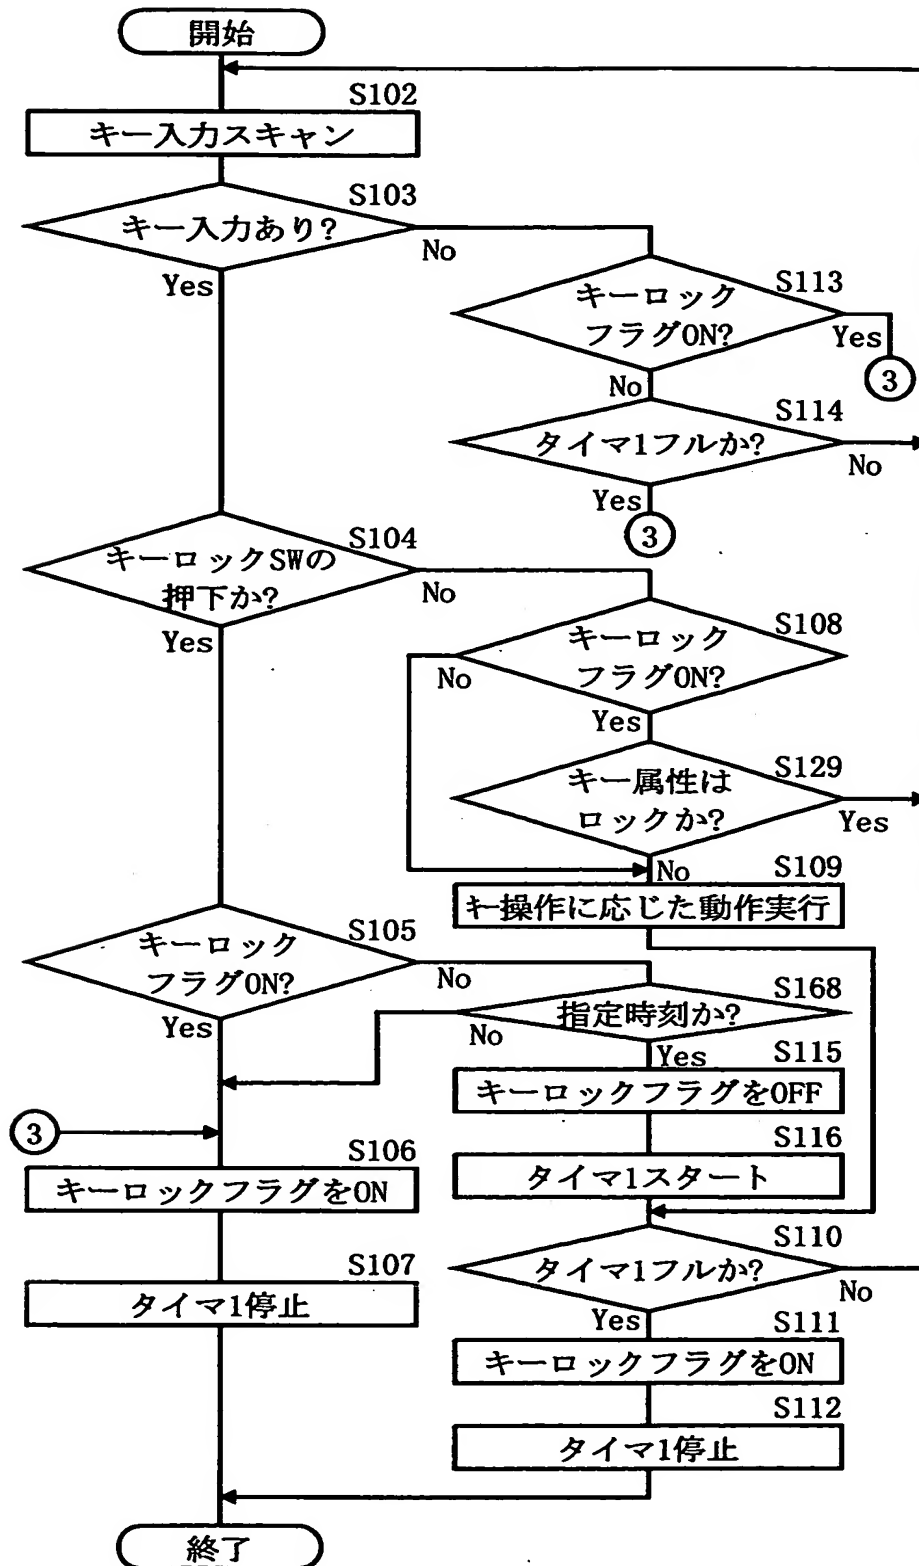 開始
S102
キー入力スキャン
S103
キー入力あり?
No
Yes
S113
キーロック
フラグON?
Yes
3
No
S114
タイマ1フルか?
No
Yes
3
S104
キーロックSWの
押下か?
No
Yes
S108
キーロック
フラグON?
No
Yes
S129
キー属性は
ロックか?
Yes
No
S109
キー操作に応じた動作実行
S105
キーロック
フラグON?
No
Yes
S168
指定時刻か?
No
Yes
S115
キーロックフラグをOFF
3
S116
タイマ1スタート
S106
キーロックフラグをON
S110
タイマ1フルか?
No
Yes
S107
タイマ1停止
S111
キーロックフラグをON
S112
タイマ1停止
終了